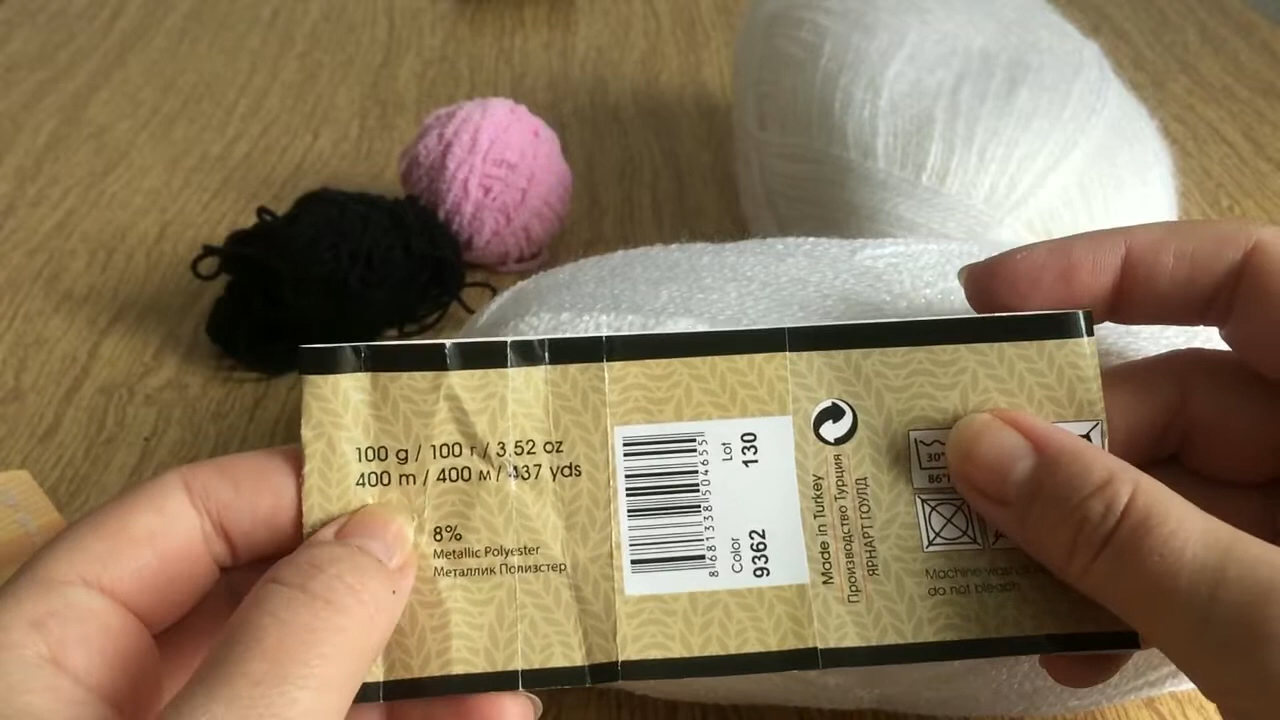 100 g / 100 г / 3.52 oz
400 m / 400 м / 437 yds
8%
Metallic Polyester
Металлик Полиэстер
8 681338 504655
Lot
130
Color
9362
Made in Turkey
Производство Турция
ЯРНАРТ ГОУЛД
30°
86°
Machine wash
do not bleach